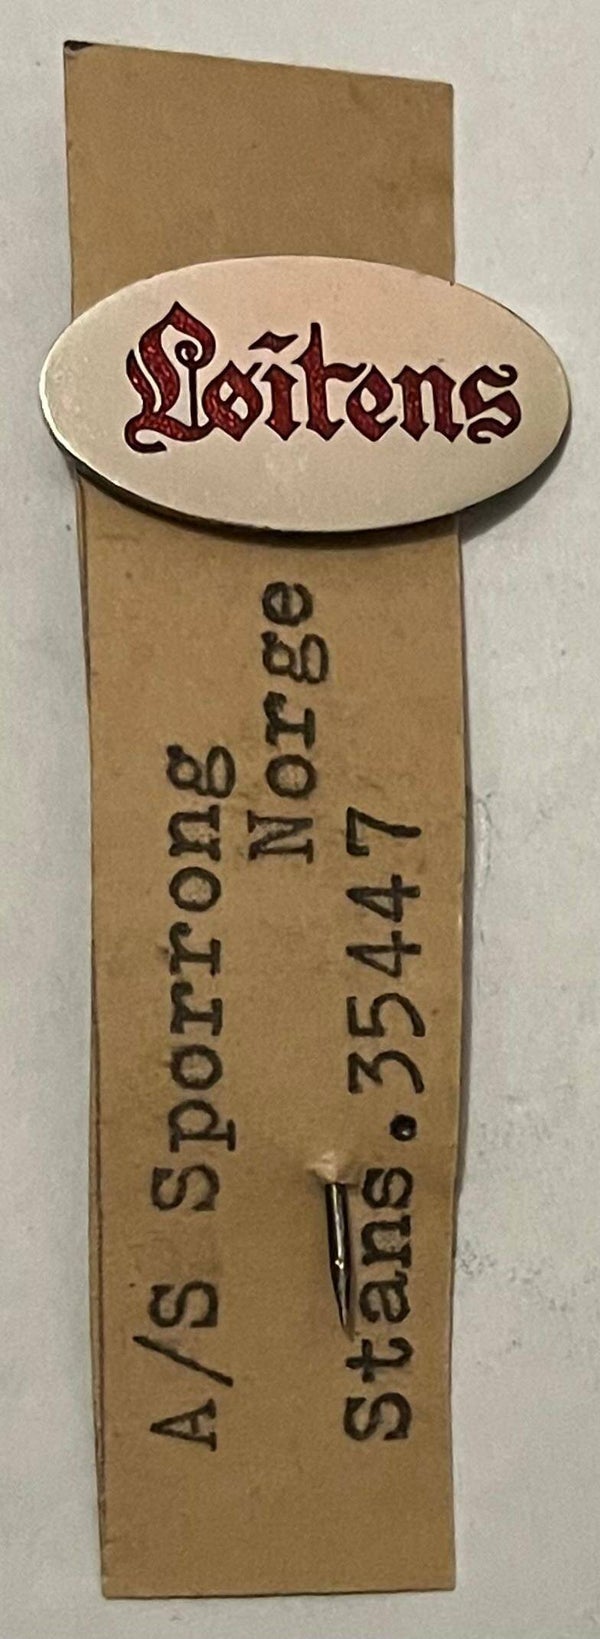 Løitens
A/S Sporrong
Norge
Stans.35447